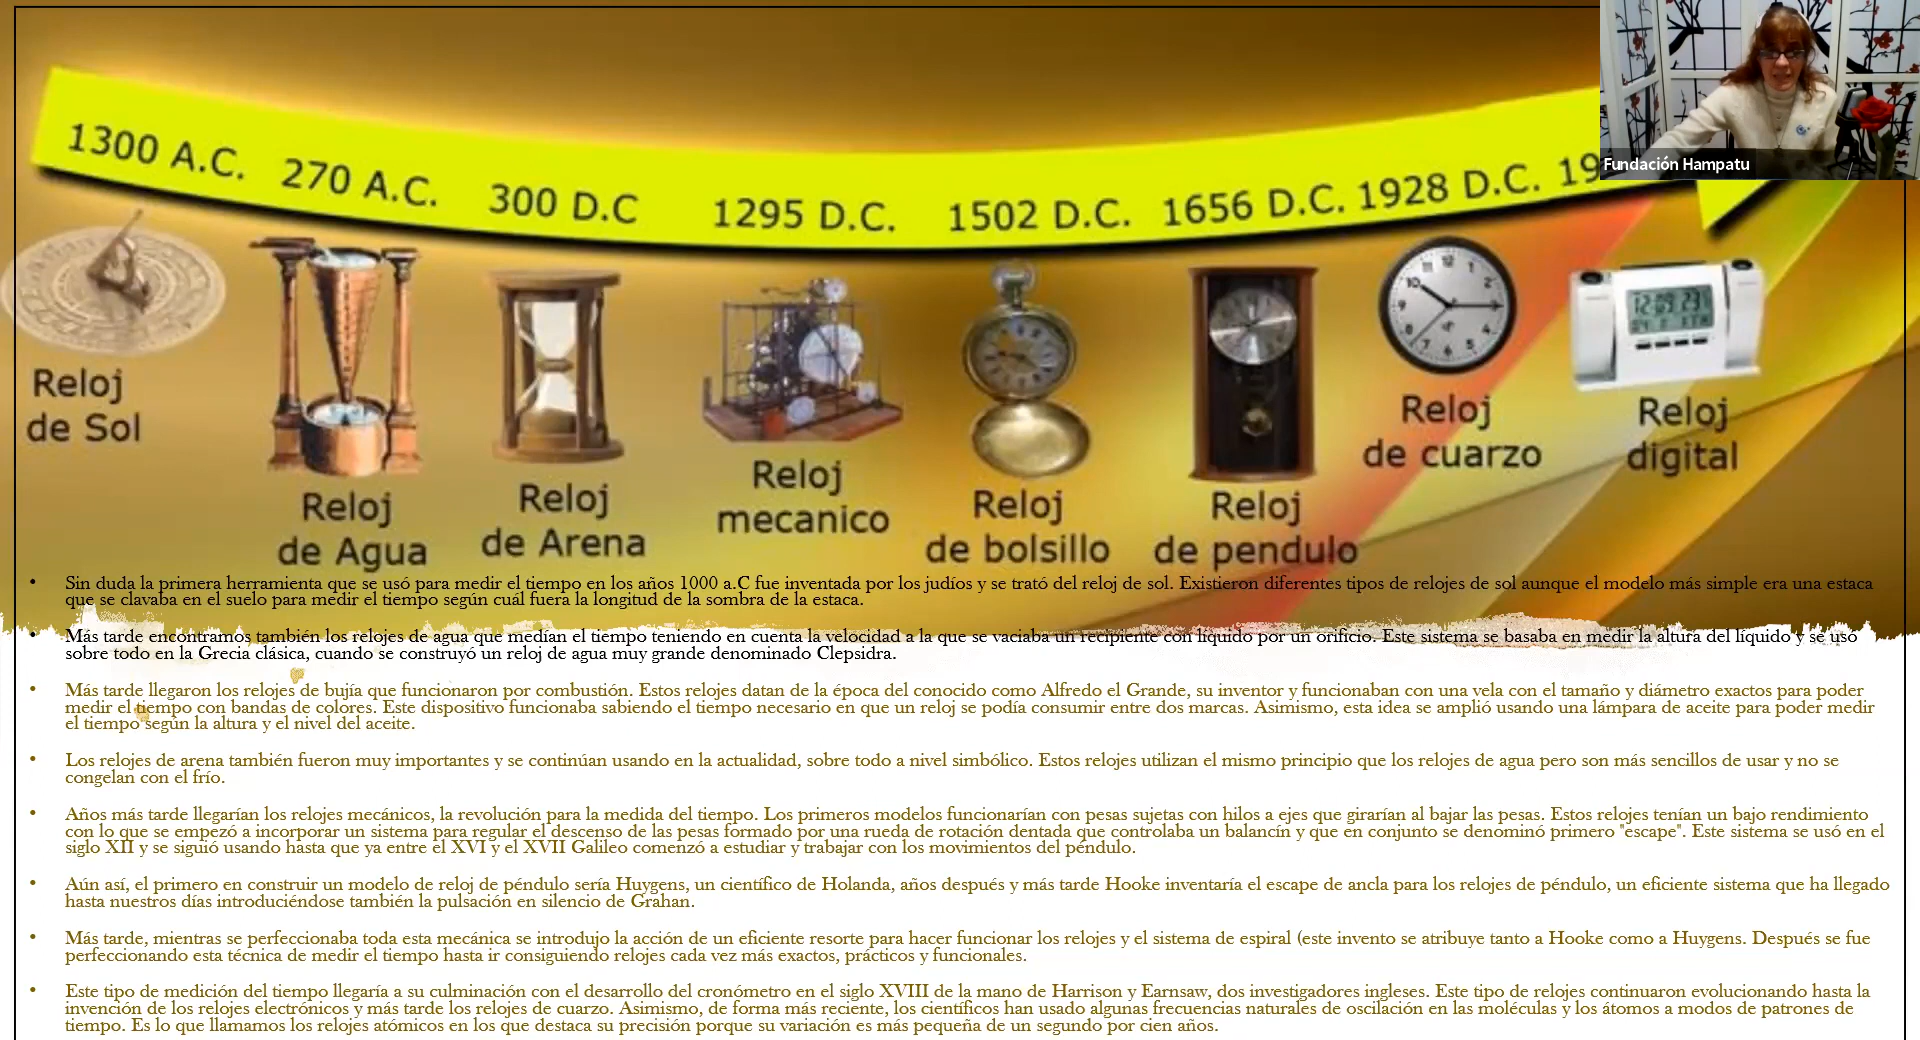 Fundación Hampatu
1300 A.C.
270 A.C.
300 D.C
1295 D.C.
1502 D.C.
1656 D.C.
1928 D.C.
Reloj
de Sol
Reloj
de Agua
Reloj
de Arena
Reloj
mecanico
Reloj
de bolsillo
Reloj
de pendulo
Reloj
de cuarzo
Reloj
digital
• Sin duda la primera herramienta que se usó para medir el tiempo en los años 1000 a.C fue inventada por los judíos y se trató del reloj de sol. Existieron diferentes tipos de relojes de sol aunque el modelo más simple era una estaca
que se clavaba en el suelo para medir el tiempo según cuál fuera la longitud de la sombra de la estaca.
• Más tarde encontramos también los relojes de agua que medían el tiempo teniendo en cuenta la velocidad a la que se vaciaba un recipiente con líquido por un orificio. Este sistema se basaba en medir la altura del líquido y se usó
sobre todo en la Grecia clásica, cuando se construyó un reloj de agua muy grande denominado Clepsidra.
• Más tarde llegaron los relojes de bujía que funcionaron por combustión. Estos relojes datan de la época del conocido como Alfredo el Grande, su inventor y funcionaban con una vela con el tamaño y diámetro exactos para poder
medir el tiempo con bandas de colores. Este dispositivo funcionaba sabiendo el tiempo necesario en que un reloj se podía consumir entre dos marcas. Asimismo, esta idea se amplió usando una lámpara de aceite para poder medir
el tiempo según la altura y el nivel del aceite.
• Los relojes de arena también fueron muy importantes y se continúan usando en la actualidad, sobre todo a nivel simbólico. Estos relojes utilizan el mismo principio que los relojes de agua pero son más sencillos de usar y no se
congelan con el frío.
• Años más tarde llegarían los relojes mecánicos, la revolución para la medida del tiempo. Los primeros modelos funcionarían con pesas sujetas con hilos a ejes que girarían al bajar las pesas. Estos relojes tenían un bajo rendimiento
con lo que se empezó a incorporar un sistema para regular el descenso de las pesas formado por una rueda de rotación dentada que controlaba un balancín y que en conjunto se denominó primero "escape". Este sistema se usó en el
siglo XII y se siguió usando hasta que ya entre el XVI y el XVII Galileo comenzó a estudiar y trabajar con los movimientos del péndulo.
• Aún así, el primero en construir un modelo de reloj de péndulo sería Huygens, un científico de Holanda, años después y más tarde Hooke inventaría el escape de ancla para los relojes de péndulo, un eficiente sistema que ha llegado
hasta nuestros días introduciéndose también la pulsación en silencio de Grahan.
• Más tarde, mientras se perfeccionaba toda esta mecánica se introdujo la acción de un eficiente resorte para hacer funcionar los relojes y el sistema de espiral (este invento se atribuye tanto a Hooke como a Huygens. Después se fue
perfeccionando esta técnica de medir el tiempo hasta ir consiguiendo relojes cada vez más exactos, prácticos y funcionales.
• Este tipo de medición del tiempo llegaría a su culminación con el desarrollo del cronómetro en el siglo XVIII de la mano de Harrison y Earnsaw, dos investigadores ingleses. Este tipo de relojes continuaron evolucionando hasta la
invención de los relojes electrónicos y más tarde los relojes de cuarzo. Asimismo, de forma más reciente, los científicos han usado algunas frecuencias naturales de oscilación en las moléculas y los átomos a modos de patrones de
tiempo. Es lo que llamamos los relojes atómicos en los que destaca su precisión porque su variación es más pequeña de un segundo por cien años.